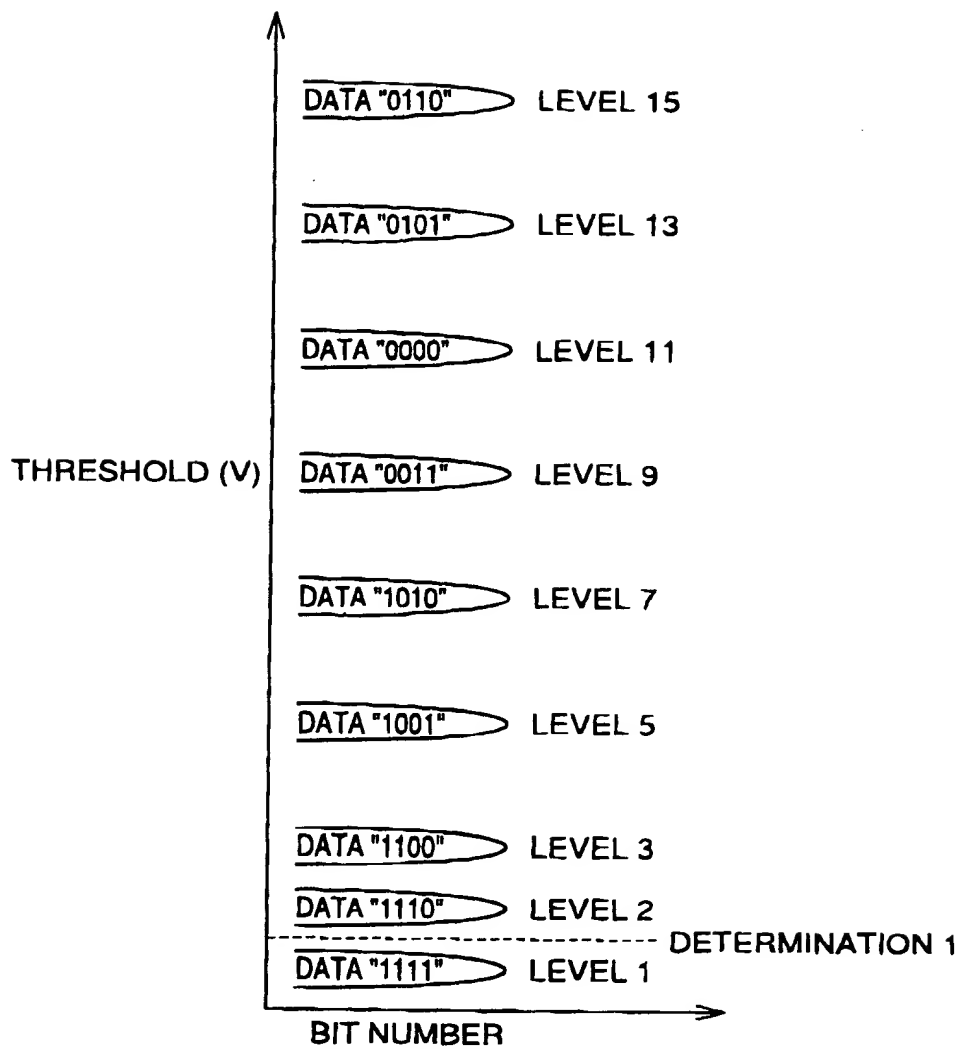 DATA "0110" LEVEL 15
DATA "0101" LEVEL 13
DATA "0000" LEVEL 11
THRESHOLD (V) DATA "0011" LEVEL 9
DATA "1010" LEVEL 7
DATA "1001" LEVEL 5
DATA "1100" LEVEL 3
DATA "1110" LEVEL 2
DETERMINATION 1
DATA "1111" LEVEL 1
BIT NUMBER